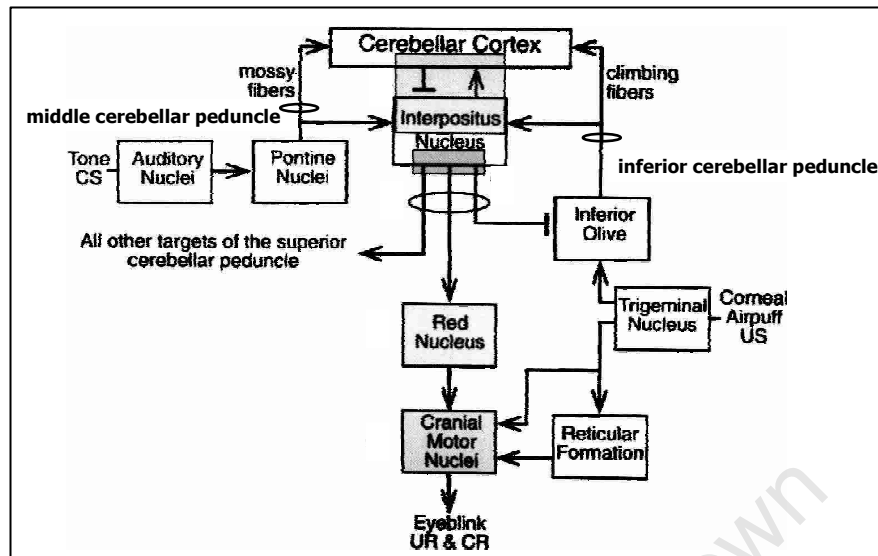 Cerebellar Cortex
mossy
fibers
climbing
fibers
middle cerebellar peduncle
Interpositus
Nucleus
inferior cerebellar peduncle
Tone
CS
Auditory
Nuclei
Pontine
Nuclei
Inferior
Olive
All other targets of the superior
cerebellar peduncle
Trigeminal
Nucleus
Corneal
Airpuff
US
Red
Nucleus
Cranial
Motor
Nuclei
Reticular
Formation
Eyeblink
UR & CR